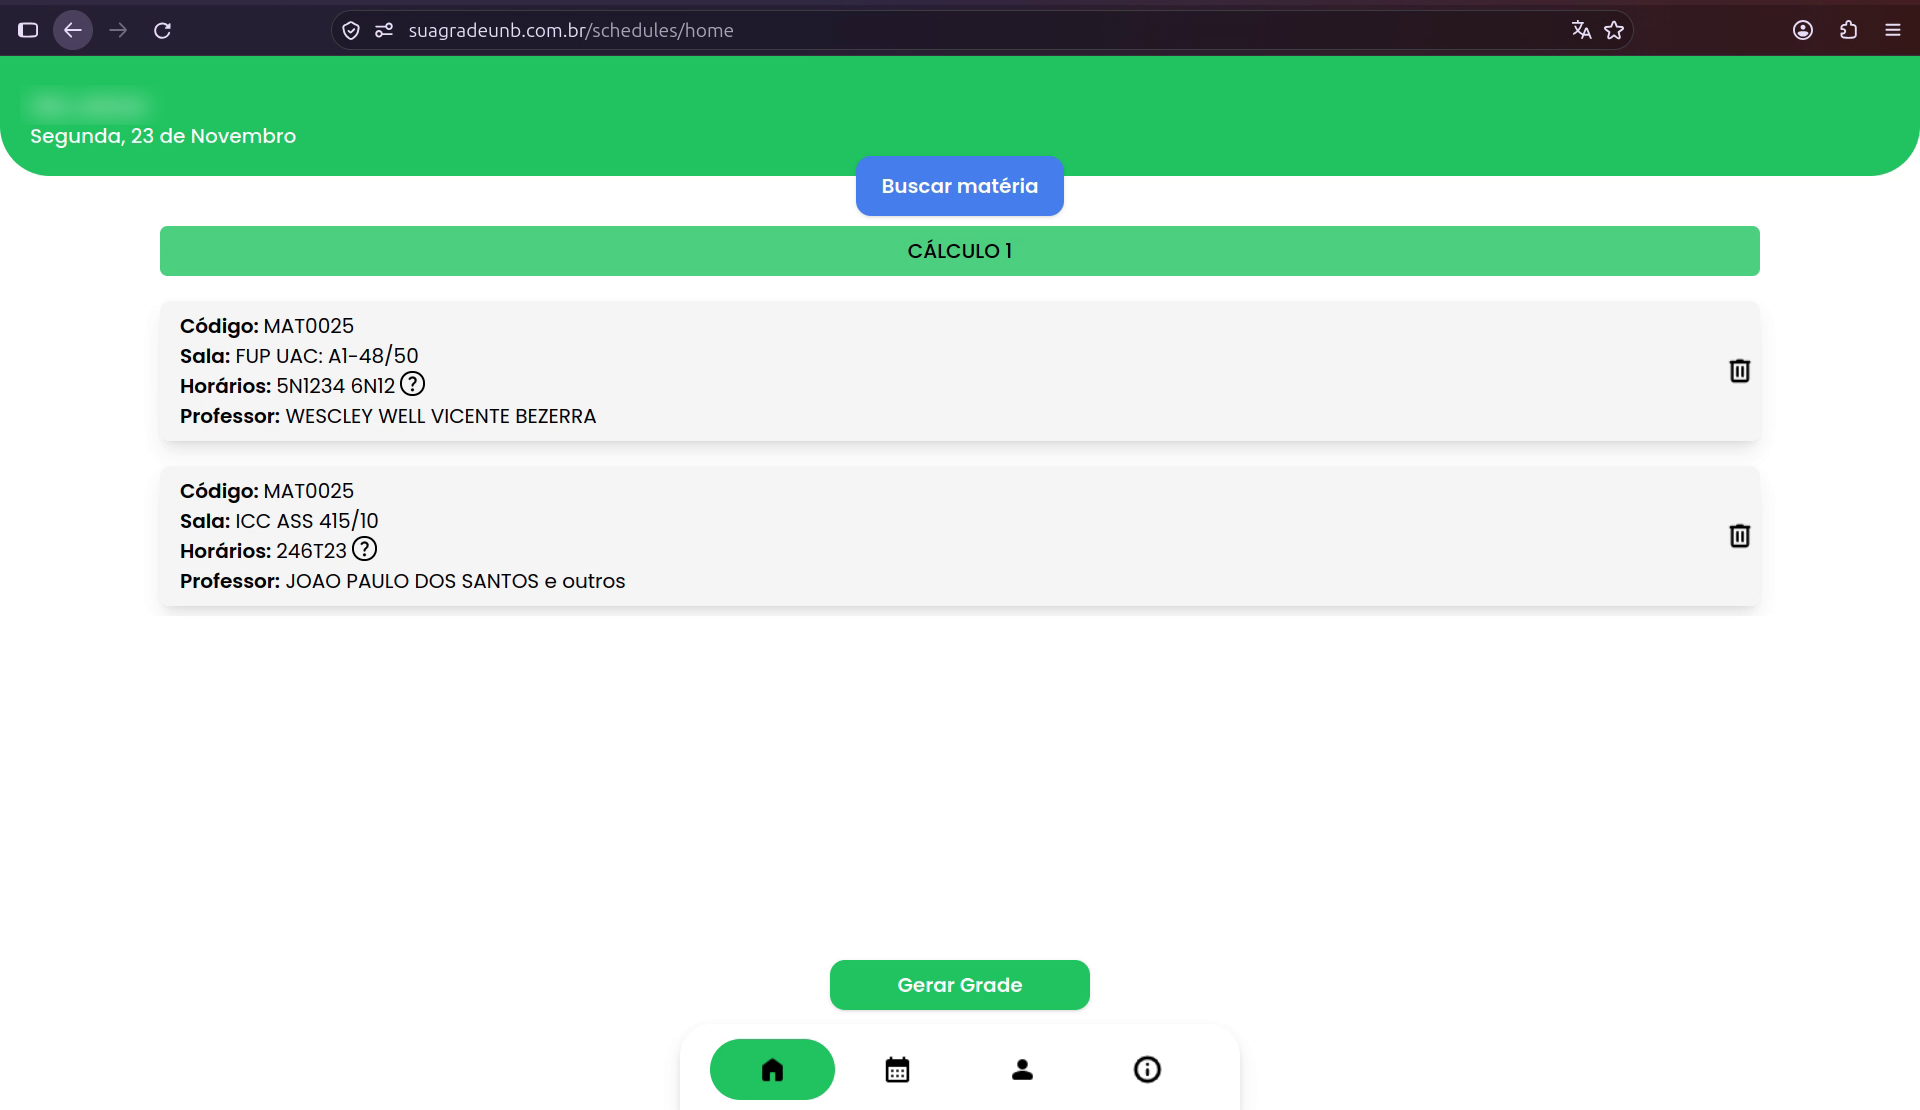 suagradeunb.com.br/schedules/home
Segunda, 23 de Novembro
Buscar matéria
CÁLCULO 1
Código: MAT0025
Sala: FUP UAC: A1-48/50
Horários: 5N1234 6N12
Professor: WESCLEY WELL VICENTE BEZERRA
Código: MAT0025
Sala: ICC ASS 415/10
Horários: 246T23
Professor: JOAO PAULO DOS SANTOS e outros
Gerar Grade